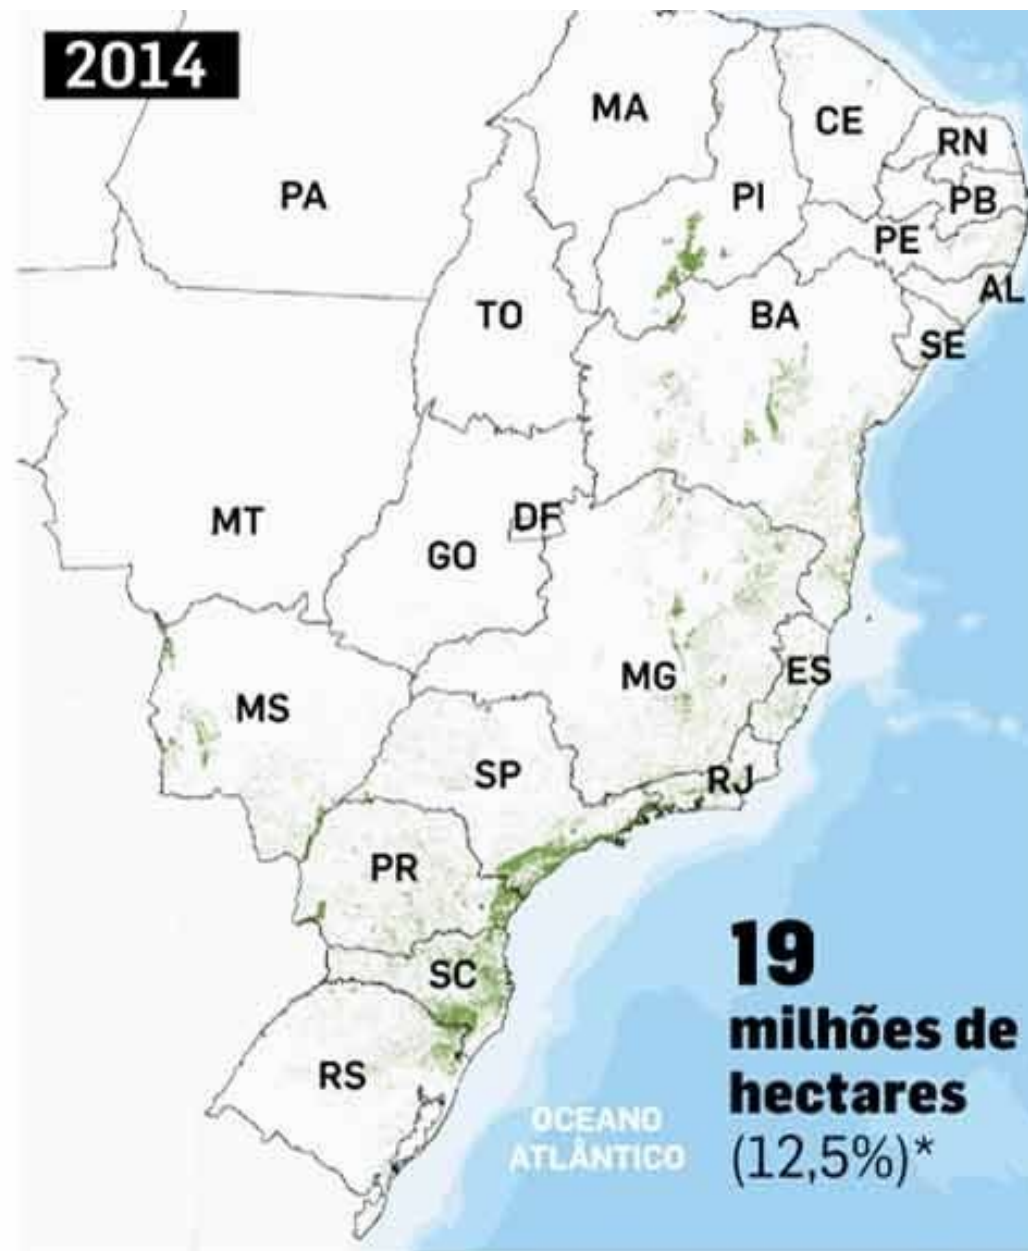 2014
MA
CE
RN
PA
PI
PB
PE
TO
BA
AL
SE
MT
DF
GO
MG
ES
MS
SP
RJ
PR
SC
RS
19
milhões de
hectares
(12,5%)*
OCEANO
ATLÂNTICO